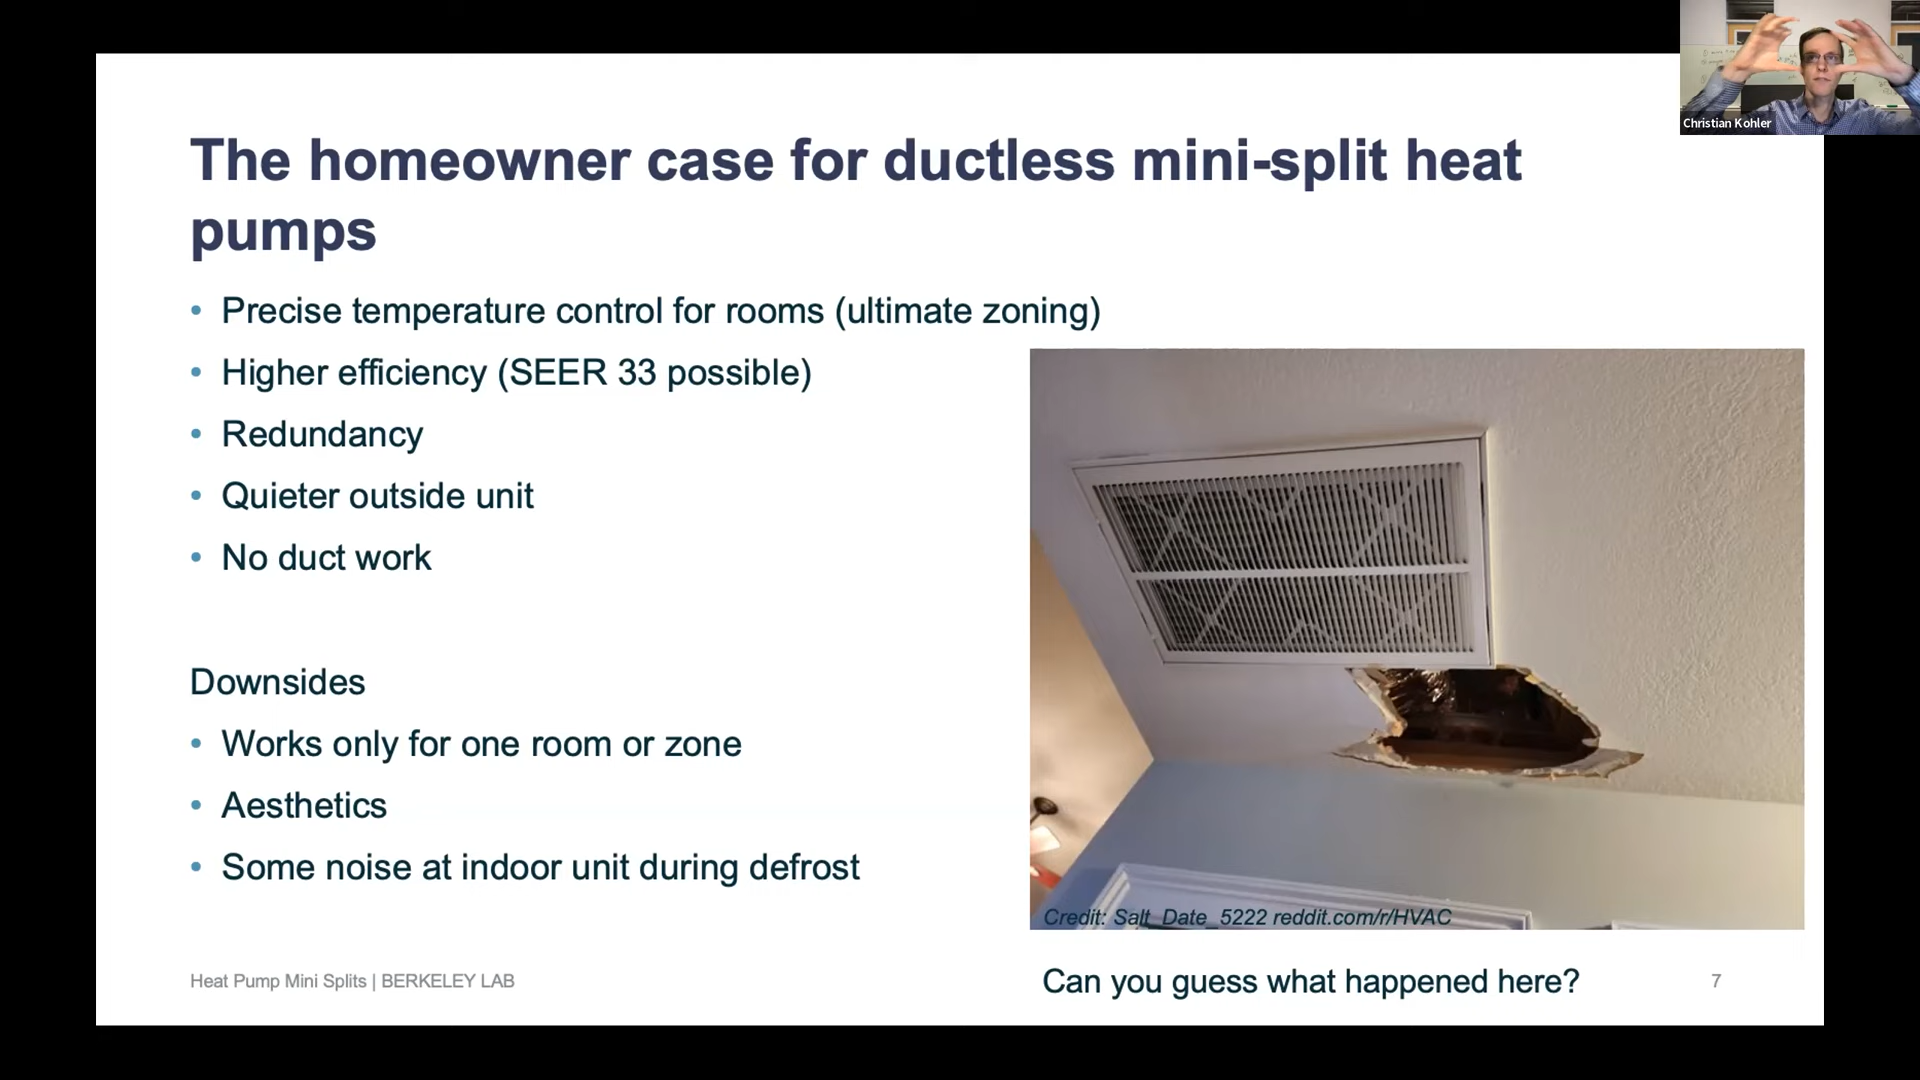 Christian Kohler
The homeowner case for ductless mini-split heat
pumps
• Precise temperature control for rooms (ultimate zoning)
• Higher efficiency (SEER 33 possible)
• Redundancy
• Quieter outside unit
• No duct work
Downsides
• Works only for one room or zone
• Aesthetics
• Some noise at indoor unit during defrost
Credit: Salt_Date_5222 reddit.com/r/HVAC
Can you guess what happened here?
Heat Pump Mini Splits | BERKELEY LAB
7